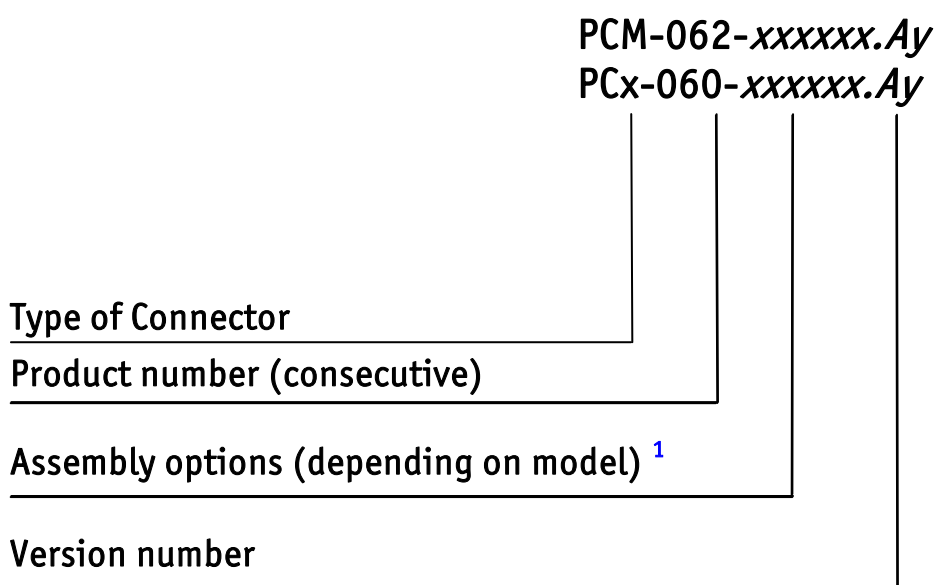 PCM-062-xxxxxx.Ay
PCx-060-xxxxxx.Ay
Type of Connector
Product number (consecutive)
Assembly options (depending on model) 1
Version number